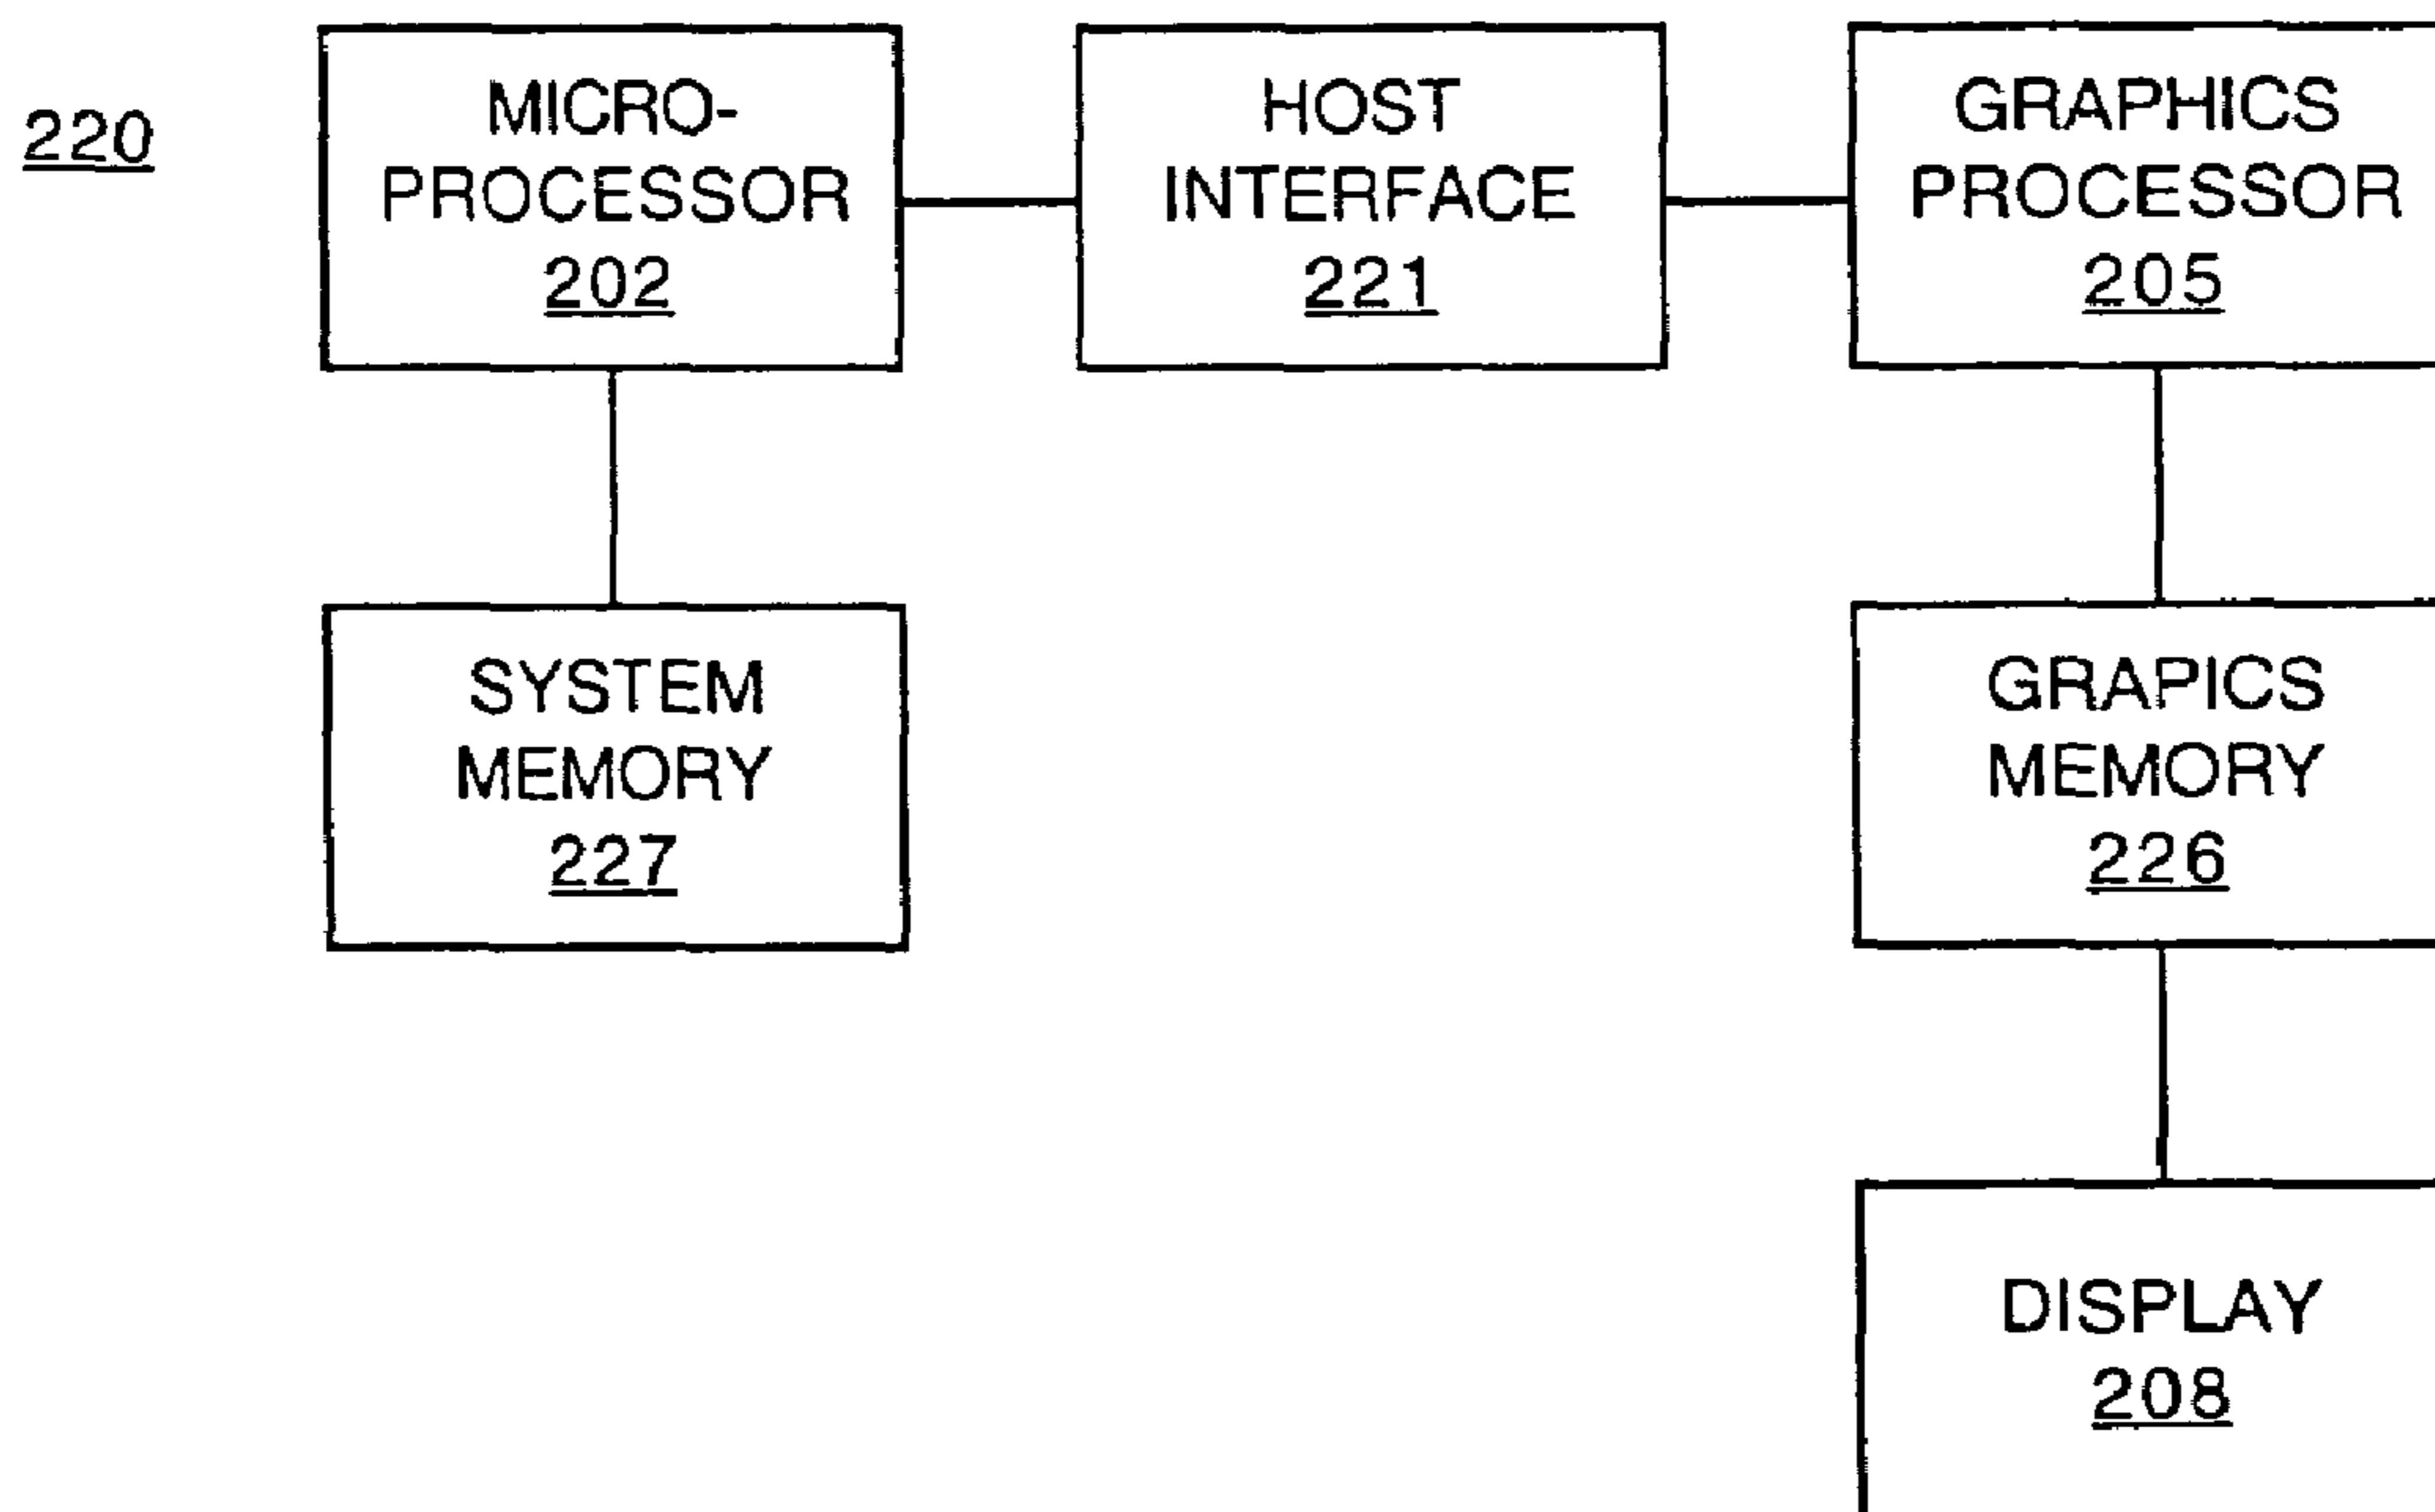 220
MICRO-
PROCESSOR
202
HOST
INTERFACE
221
GRAPHICS
PROCESSOR
205
SYSTEM
MEMORY
227
GRAPICS
MEMORY
226
DISPLAY
208